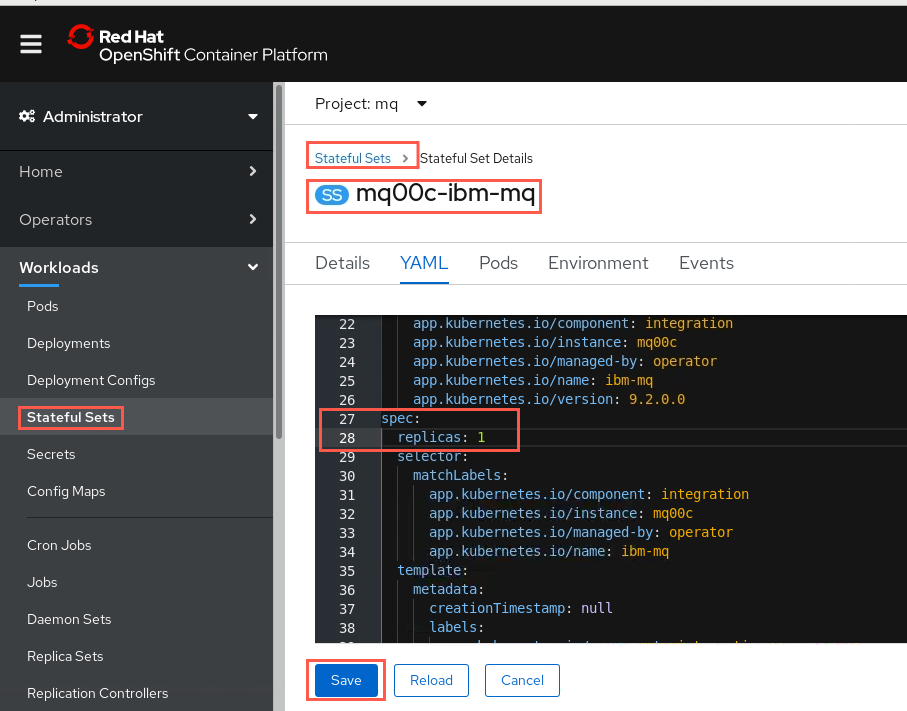 Red Hat
OpenShift Container Platform
Administrator
Home
Operators
Workloads
Pods
Deployments
Deployment Configs
Stateful Sets
Secrets
Config Maps
Cron Jobs
Jobs
Daemon Sets
Replica Sets
Replication Controllers
Project: mq
Stateful Sets > Stateful Set Details
SS mq00c-ibm-mq
Details YAML Pods Environment Events
22 app.kubernetes.io/component: integration
23 app.kubernetes.io/instance: mq00c
24 app.kubernetes.io/managed-by: operator
25 app.kubernetes.io/name: ibm-mq
26 app.kubernetes.io/version: 9.2.0.0
27 spec:
28 replicas: 1
29 selector:
30 matchLabels:
31 app.kubernetes.io/component: integration
32 app.kubernetes.io/instance: mq00c
33 app.kubernetes.io/managed-by: operator
34 app.kubernetes.io/name: ibm-mq
35 template:
36 metadata:
37 creationTimestamp: null
38 labels:
Save Reload Cancel